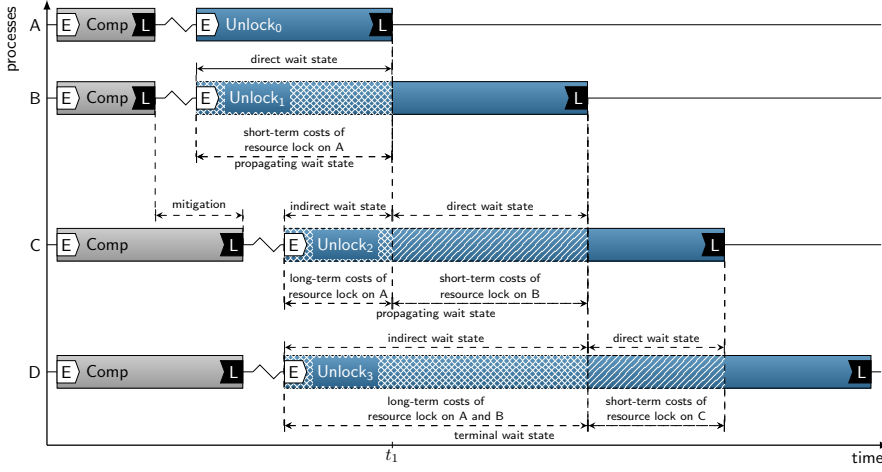 processes
A
E Comp L E Unlock0 L
direct wait state
B
E Comp L E Unlock1 L
short-term costs of
resource lock on A
propagating wait state
mitigation
indirect wait state direct wait state
C
E Comp L E Unlock2 L
long-term costs of
resource lock on A
short-term costs of
resource lock on B
propagating wait state
indirect wait state direct wait state
D
E Comp L E Unlock3 L
long-term costs of
resource lock on A and B
short-term costs of
resource lock on C
terminal wait state
t1
time